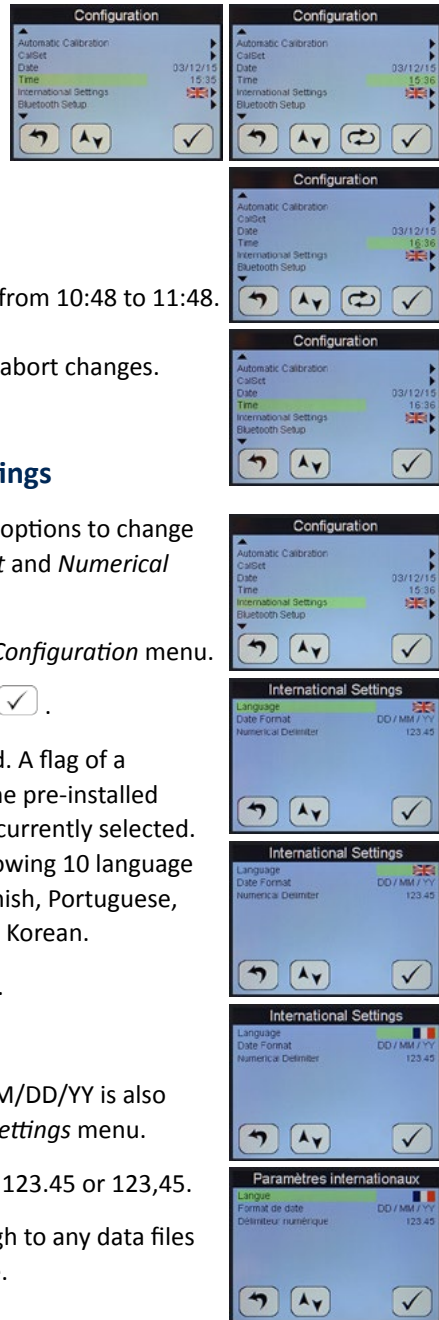 Configuration
Automatic Calibration
CalSet
Date 03/12/15
Time 15:35
International Settings
Bluetooth Setup
Configuration
Automatic Calibration
CalSet
Date 03/12/15
Time 15:36
International Settings
Bluetooth Setup
Configuration
Automatic Calibration
CalSet
Date 03/12/15
Time 16:36
International Settings
Bluetooth Setup
from 10:48 to 11:48.
Configuration
Automatic Calibration
CalSet
Date 03/12/15
Time 16:36
International Settings
Bluetooth Setup
abort changes.
ings
options to change
t and Numerical
Configuration
Automatic Calibration
CalSet
Date 03/12/15
Time 15:36
International Settings
Bluetooth Setup
Configuration menu.
.
International Settings
Language
Date Format DD / MM / YY
Numerical Delimiter 123.45
d. A flag of a
he pre-installed
currently selected.
owing 10 language
nish, Portuguese,
Korean.
International Settings
Language
Date Format DD / MM / YY
Numerical Delimiter 123.45
.
International Settings
Language
Date Format DD / MM / YY
Numerical Delimiter 123.45
M/DD/YY is also
ettings menu.
123.45 or 123,45.
gh to any data files
.
Paramètres internationaux
Langue
Format de date DD / MM / YY
Délimiteur numérique 123.45